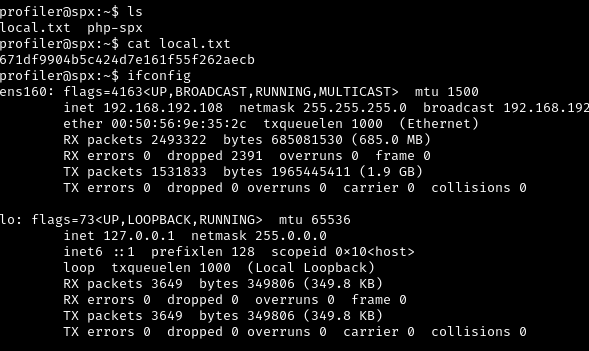 profiler@spx:~$ ls
local.txt  php-spx
profiler@spx:~$ cat local.txt
671df9904b5c424d7e161f55f262aecb
profiler@spx:~$ ifconfig
ens160: flags=4163<UP,BROADCAST,RUNNING,MULTICAST>  mtu 1500
        inet 192.168.192.108  netmask 255.255.255.0  broadcast 192.168.192
        ether 00:50:56:9e:35:2c  txqueuelen 1000  (Ethernet)
        RX packets 2493322  bytes 685081530 (685.0 MB)
        RX errors 0  dropped 2391  overruns 0  frame 0
        TX packets 1531833  bytes 1965445411 (1.9 GB)
        TX errors 0  dropped 0 overruns 0  carrier 0  collisions 0

lo: flags=73<UP,LOOPBACK,RUNNING>  mtu 65536
        inet 127.0.0.1  netmask 255.0.0.0
        inet6 ::1  prefixlen 128  scopeid 0×10<host>
        loop  txqueuelen 1000  (Local Loopback)
        RX packets 3649  bytes 349806 (349.8 KB)
        RX errors 0  dropped 0  overruns 0  frame 0
        TX packets 3649  bytes 349806 (349.8 KB)
        TX errors 0  dropped 0 overruns 0  carrier 0  collisions 0